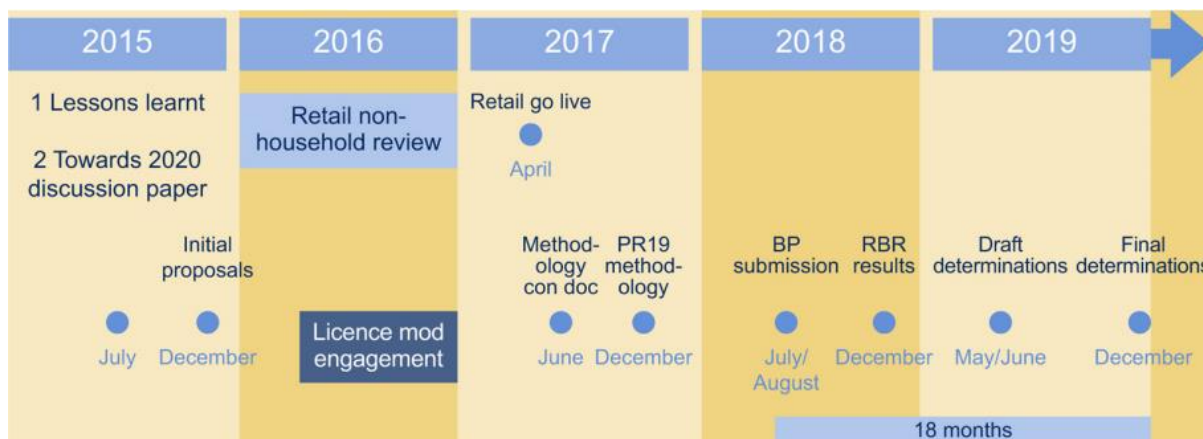 2015
2016
2017
2018
2019
1 Lessons learnt
2 Towards 2020
discussion paper
Retail non-
household review
Retail go live
April
Initial
proposals
July
December
Licence mod
engagement
Method-
ology
con doc
June
PR19
method-
ology
December
BP
submission
July/
August
RBR
results
December
Draft
determinations
May/June
Final
determinations
December
18 months